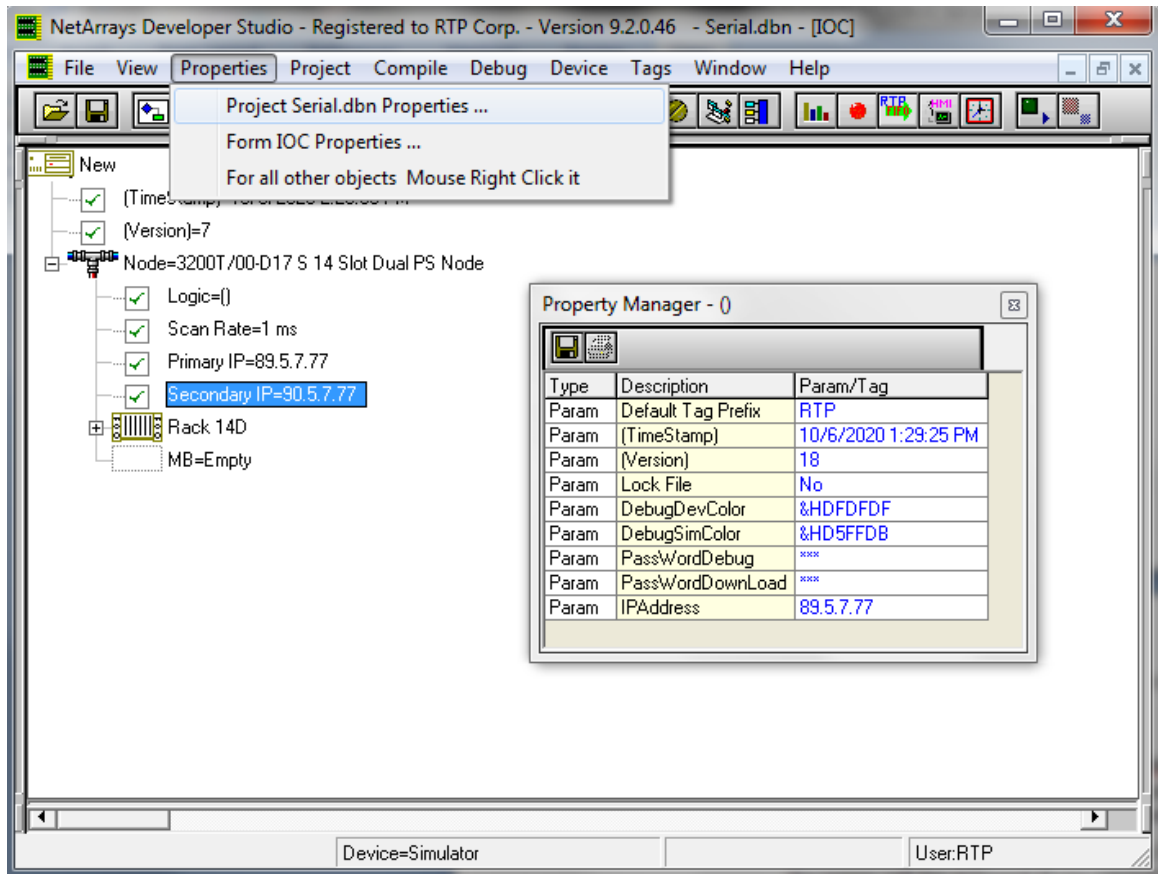 NetArrays Developer Studio - Registered to RTP Corp. - Version 9.2.0.46 - Serial.dbn - [IOC]
File View Properties Project Compile Debug Device Tags Window Help
Project Serial.dbn Properties ...
Form IOC Properties ...
For all other objects Mouse Right Click it
RTP FIFO HMI
New
(TimeStamp)
(Version)=7
Node=3200T/00-D17 S 14 Slot Dual PS Node
Logic=()
Scan Rate=1 ms
Primary IP=89.5.7.77
Secondary IP=90.5.7.77
Rack 14D
MB=Empty
Property Manager - ()
Type Description Param/Tag
Param Default Tag Prefix RTP
Param (TimeStamp) 10/6/2020 1:29:25 PM
Param (Version) 18
Param Lock File No
Param DebugDevColor &HDFDFDF
Param DebugSimColor &HD5FFDB
Param PassWordDebug ***
Param PassWordDownLoad ***
Param IPAddress 89.5.7.77
Device=Simulator User:RTP